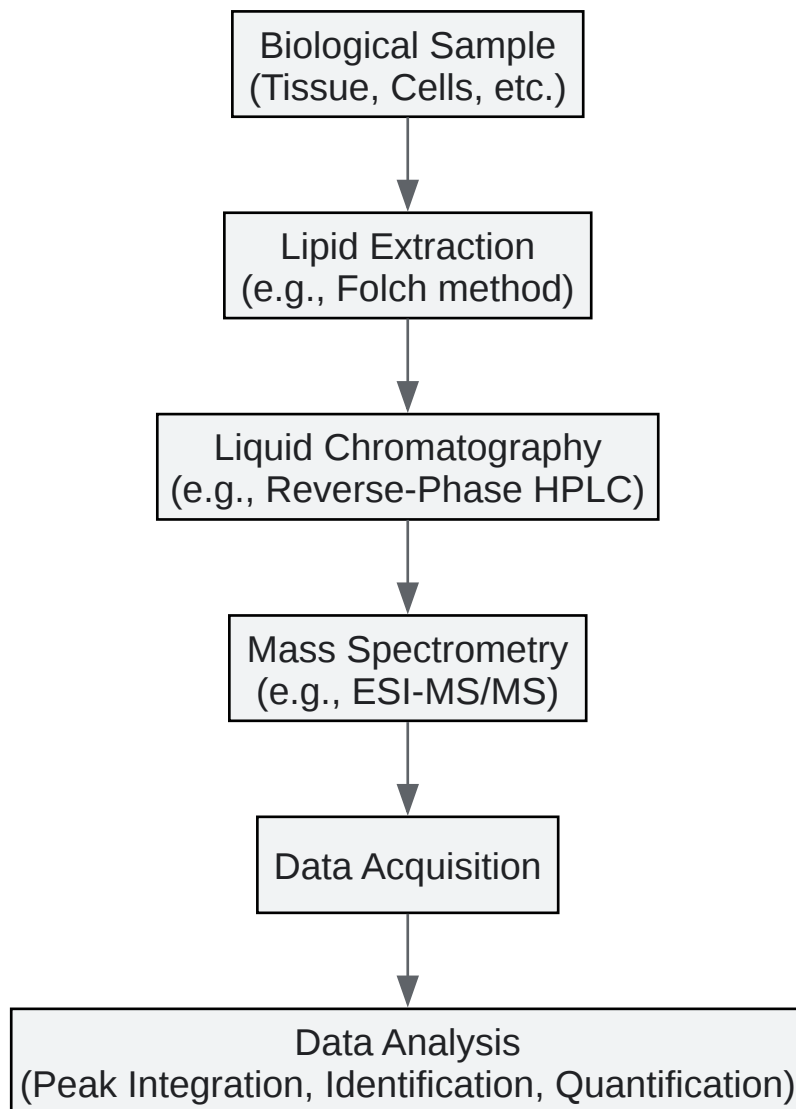 Biological Sample
(Tissue, Cells, etc.)
Lipid Extraction
(e.g., Folch method)
Liquid Chromatography
(e.g., Reverse-Phase HPLC)
Mass Spectrometry
(e.g., ESI-MS/MS)
Data Acquisition
Data Analysis
(Peak Integration, Identification, Quantification)